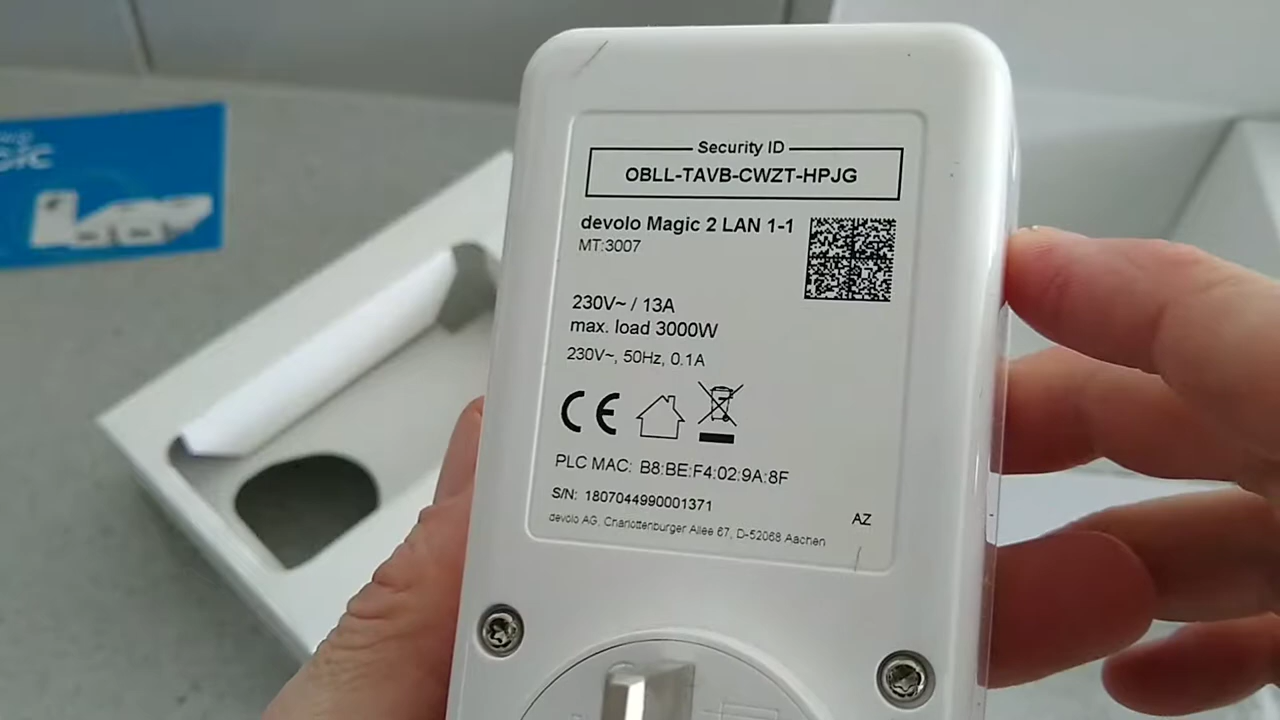 Security ID
OBLL-TAVB-CWZT-HPJG
devolo Magic 2 LAN 1-1
MT:3007
230V~ / 13A
max. load 3000W
230V~, 50Hz, 0.1A
CE
PLC MAC: B8:BE:F4:02:9A:8F
S/N: 1807044990001371
AZ
devolo AG, Charlottenburger Allee 67, D-52068 Aachen